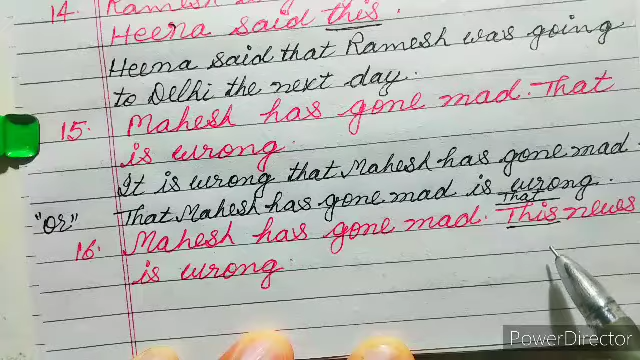 14.
Heena said this.
Heena said that Ramesh was going
to Delhi the next day.
15. Mahesh has gone mad. That
is wrong.
It is wrong that Mahesh has gone mad.
"or" That Mahesh has gone mad is wrong.
That
16. Mahesh has gone mad. This news
is wrong.
PowerDirector